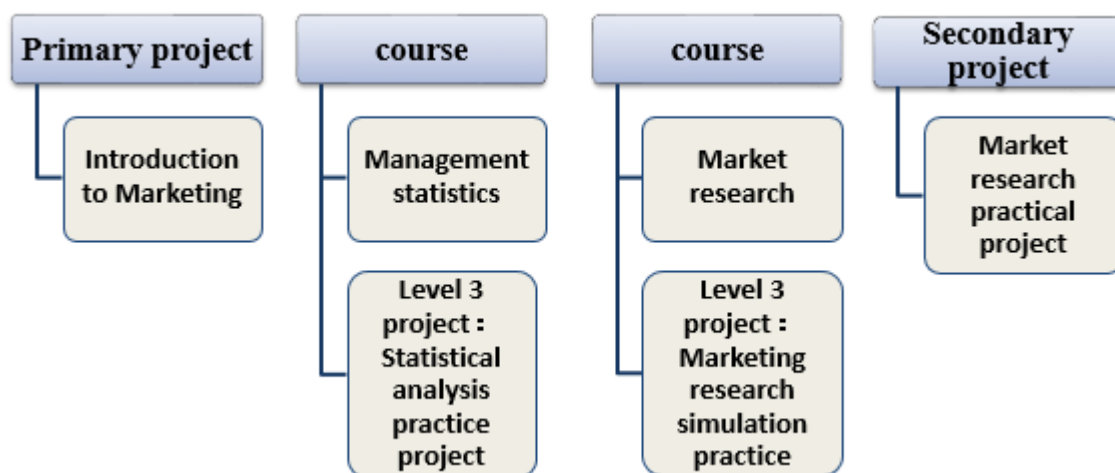 Primary project
Introduction
to Marketing
course
Management
statistics
Level 3
project：
Statistical
analysis
practice
project
course
Market
research
Level 3
project：
Marketing
research
simulation
practice
Secondary
project
Market
research
practical
project